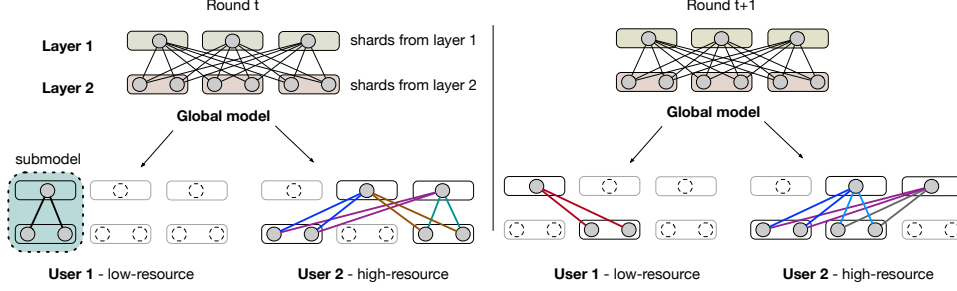 Round t
Layer 1
shards from layer 1
Layer 2
shards from layer 2
Global model
submodel
User 1 - low-resource
User 2 - high-resource
Round t+1
Global model
User 1 - low-resource
User 2 - high-resource